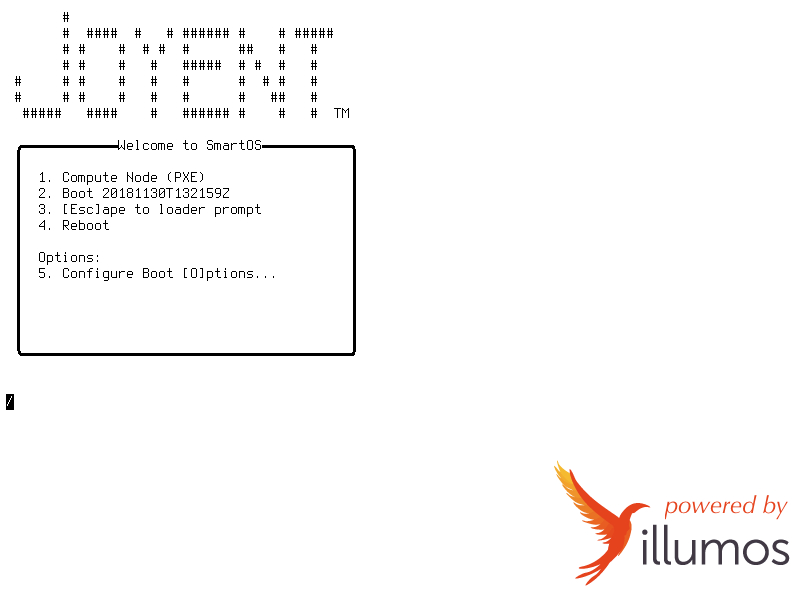 JOYENT TM
Welcome to SmartOS
1. Compute Node (PXE)
2. Boot 20181130T132159Z
3. [Esc]ape to loader prompt
4. Reboot
Options:
5. Configure Boot [O]ptions...
/
powered by
illumos